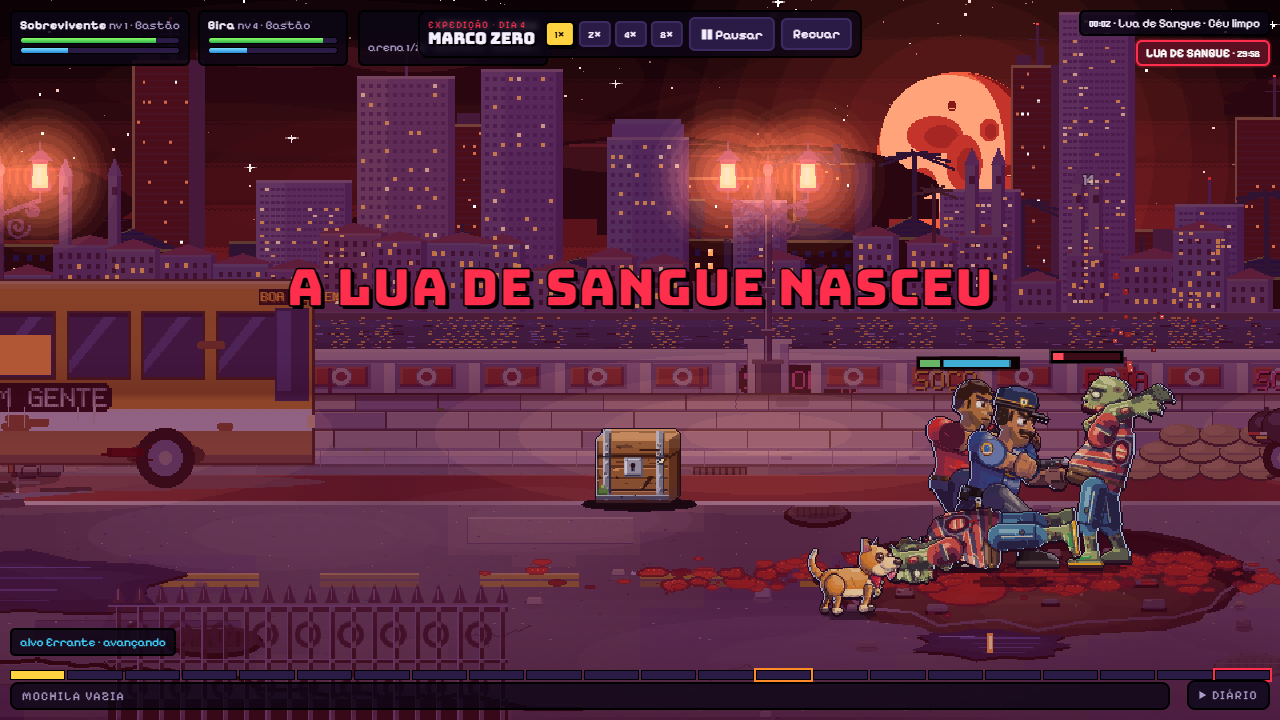 Sobrevivente nv 1 · Bastão
Bira nv 4 · Bastão
arena 1/
EXPEDIÇÃO · DIA 4
MARCO ZERO
1×
2×
4×
8×
Pausar
Recuar
00:02 · Lua de Sangue · Céu limpo
LUA DE SANGUE · 29:58
14
A LUA DE SANGUE NASCEU
BOA
M GENTE
SOCO
alvo Errante · avançando
MOCHILA VAZIA
DIÁRIO